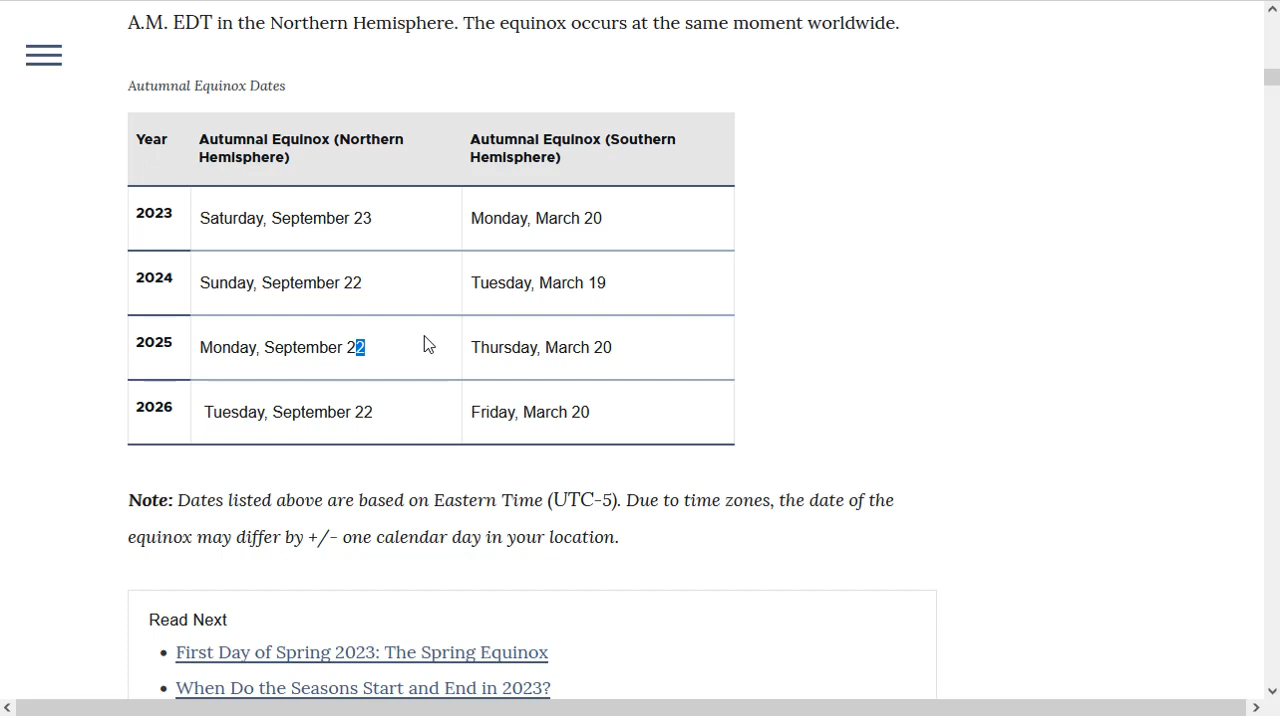 A.M. EDT in the Northern Hemisphere. The equinox occurs at the same moment worldwide.
Autumnal Equinox Dates
Year Autumnal Equinox (Northern Hemisphere) Autumnal Equinox (Southern Hemisphere)
2023 Saturday, September 23 Monday, March 20
2024 Sunday, September 22 Tuesday, March 19
2025 Monday, September 22 Thursday, March 20
2026 Tuesday, September 22 Friday, March 20
Note: Dates listed above are based on Eastern Time (UTC-5). Due to time zones, the date of the
equinox may differ by +/- one calendar day in your location.
Read Next
• First Day of Spring 2023: The Spring Equinox
• When Do the Seasons Start and End in 2023?